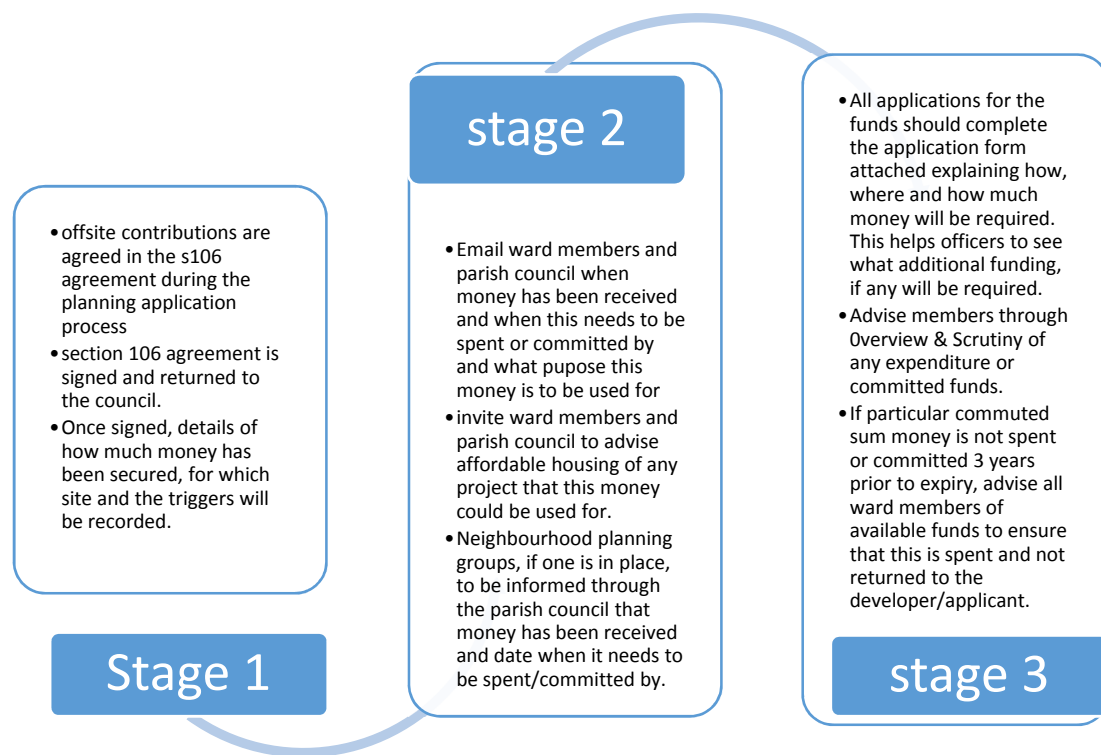 •offsite contributions are
agreed in the s106
agreement during the
planning application
process
•section 106 agreement is
signed and returned to
the council.
•Once signed, details of
how much money has
been secured, for which
site and the triggers will
be recorded.
Stage 1
stage 2
•Email ward members and
parish council when
money has been received
and when this needs to be
spent or committed by
and what pupose this
money is to be used for
•invite ward members and
parish council to advise
affordable housing of any
project that this money
could be used for.
•Neighbourhood planning
groups, if one is in place,
to be informed through
the parish council that
money has been received
and date when it needs to
be spent/committed by.
•All applications for the
funds should complete
the application form
attached explaining how,
where and how much
money will be required.
This helps officers to see
what additional funding,
if any will be required.
•Advise members through
0verview & Scrutiny of
any expenditure or
committed funds.
•If particular commuted
sum money is not spent
or committed 3 years
prior to expiry, advise all
ward members of
available funds to ensure
that this is spent and not
returned to the
developer/applicant.
stage 3